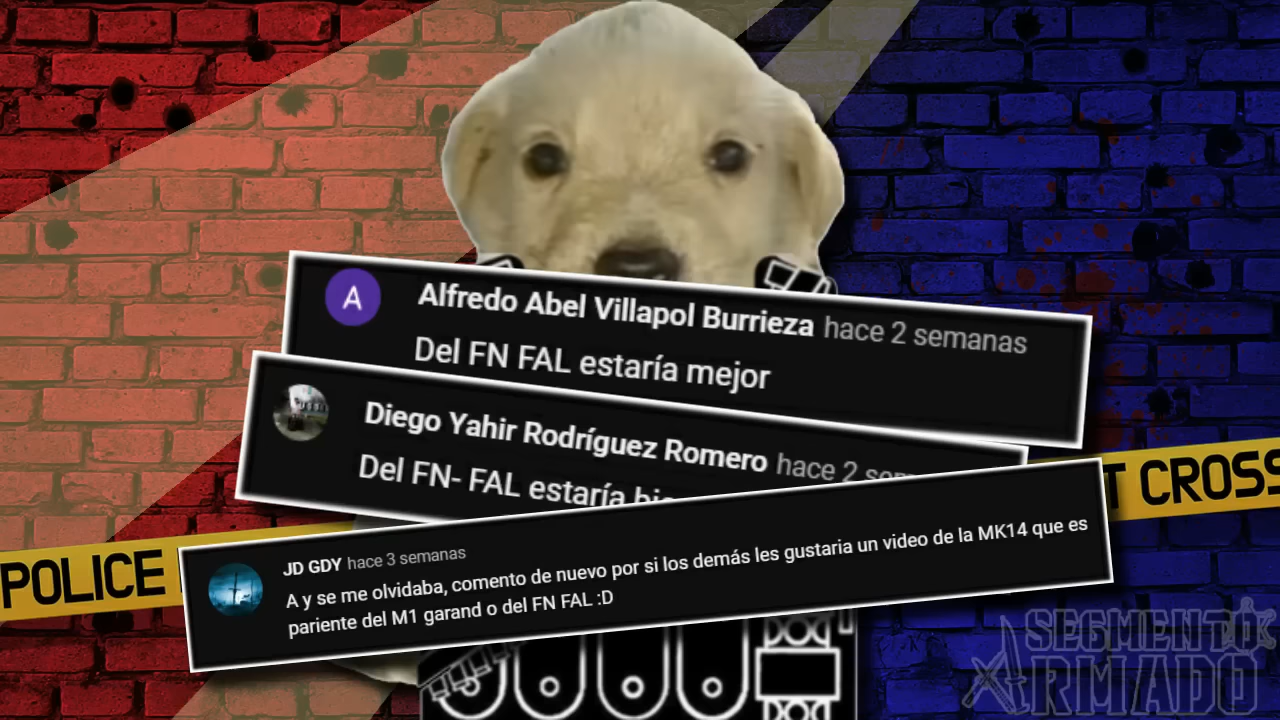 A
Alfredo Abel Villapol Burrieza hace 2 semanas
Del FN FAL estaría mejor
Diego Yahir Rodríguez Romero hace 2
Del FN- FAL estaría
JD GDY hace 3 semanas
A y se me olvidaba, comento de nuevo por si los demás les gustaria un video de la MK14 que es
pariente del M1 garand o del FN FAL :D
POLICE
T CROSS
SEGMENTO
ARMADO